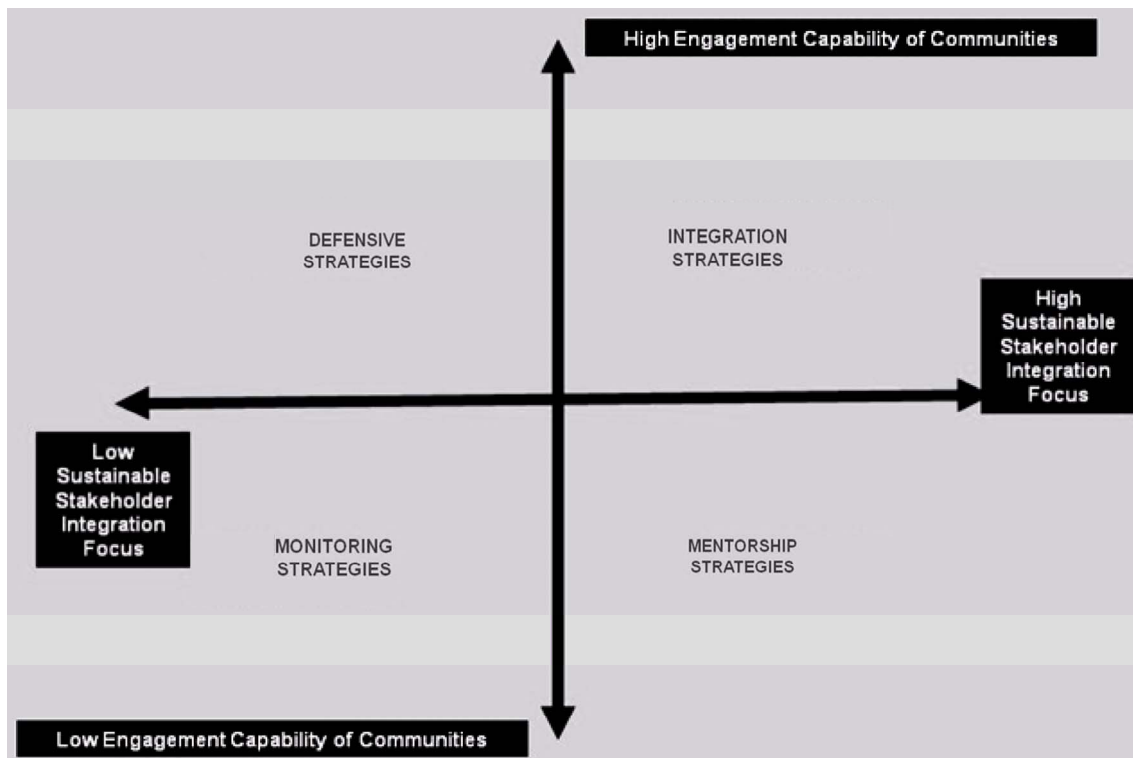 High Engagement Capability of Communities
DEFENSIVE
STRATEGIES
INTEGRATION
STRATEGIES
High
Sustainable
Stakeholder
Integration
Focus
Low
Sustainable
Stakeholder
Integration
Focus
MONITORING
STRATEGIES
MENTORSHIP
STRATEGIES
Low Engagement Capability of Communities